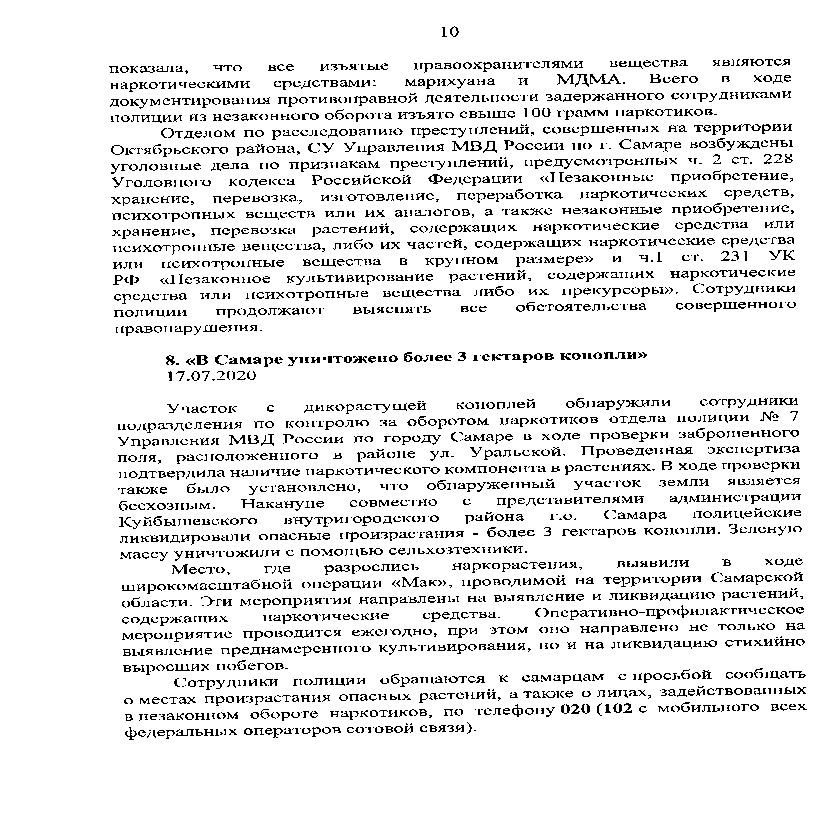 10
показала, что все изъятые правоохранителями вещества являются
наркотическими средствами: марихуана и МДМА. Всего в ходе
документирования противоправной деятельности задержанного сотрудниками
полиции из незаконного оборота изъято свыше 100 грамм наркотиков.
Отделом по расследованию преступлений, совершенных на территории
Октябрьского района, СУ Управления МВД России по г. Самаре возбуждены
уголовные дела по признакам преступлений, предусмотренных ч. 2 ст. 228
Уголовного кодекса Российской Федерации «Незаконные приобретение,
хранение, перевозка, изготовление, переработка наркотических средств,
психотропных веществ или их аналогов, а также незаконные приобретение,
хранение, перевозка растений, содержащих наркотические средства или
психотропные вещества, либо их частей, содержащих наркотические средства
или психотропные вещества в крупном размере» и ч.1 ст. 231 УК
РФ «Незаконное культивирование растений, содержащих наркотические
средства или психотропные вещества либо их прекурсоры». Сотрудники
полиции продолжают выяснять все обстоятельства совершенного
правонарушения.
8. «В Самаре уничтожено более 3 гектаров конопли»
17.07.2020
Участок с дикорастущей коноплей обнаружили сотрудники
подразделения по контролю за оборотом наркотиков отдела полиции № 7
Управления МВД России по городу Самаре в ходе проверки заброшенного
поля, расположенного в районе ул. Уральской. Проведенная экспертиза
подтвердила наличие наркотического компонента в растениях. В ходе проверки
также было установлено, что обнаруженный участок земли является
бесхозным. Накануне совместно с представителями администрации
Куйбышевского внутригородского района г.о. Самара полицейские
ликвидировали опасные произрастания - более 3 гектаров конопли. Зеленую
массу уничтожили с помощью сельхозтехники.
Место, где разрослись наркорастения, выявили в ходе
широкомасштабной операции «Мак», проводимой на территории Самарской
области. Эти мероприятия направлены на выявление и ликвидацию растений,
содержащих наркотические средства. Оперативно-профилактическое
мероприятие проводится ежегодно, при этом оно направлено не только на
выявление преднамеренного культивирования, но и на ликвидацию стихийно
выросших побегов.
Сотрудники полиции обращаются к самарцам с просьбой сообщать
о местах произрастания опасных растений, а также о лицах, задействованных
в незаконном обороте наркотиков, по телефону 020 (102 с мобильного всех
федеральных операторов сотовой связи).